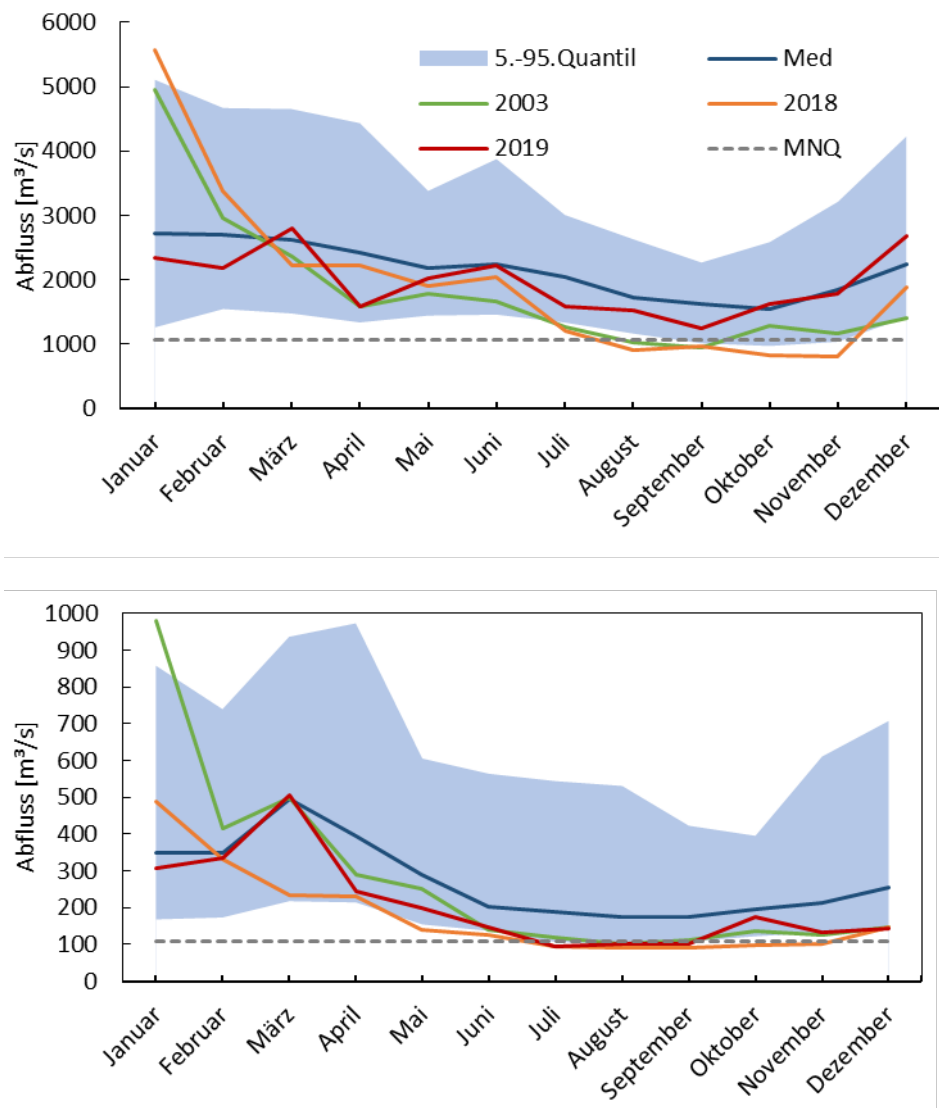 6000
5000
4000
3000
2000
1000
0
Abfluss [m³/s]
5.-95.Quantil
Med
2003
2018
2019
MNQ
Januar
Februar
März
April
Mai
Juni
Juli
August
September
Oktober
November
Dezember
1000
900
800
700
600
500
400
300
200
100
0
Abfluss [m³/s]
Januar
Februar
März
April
Mai
Juni
Juli
August
September
Oktober
November
Dezember